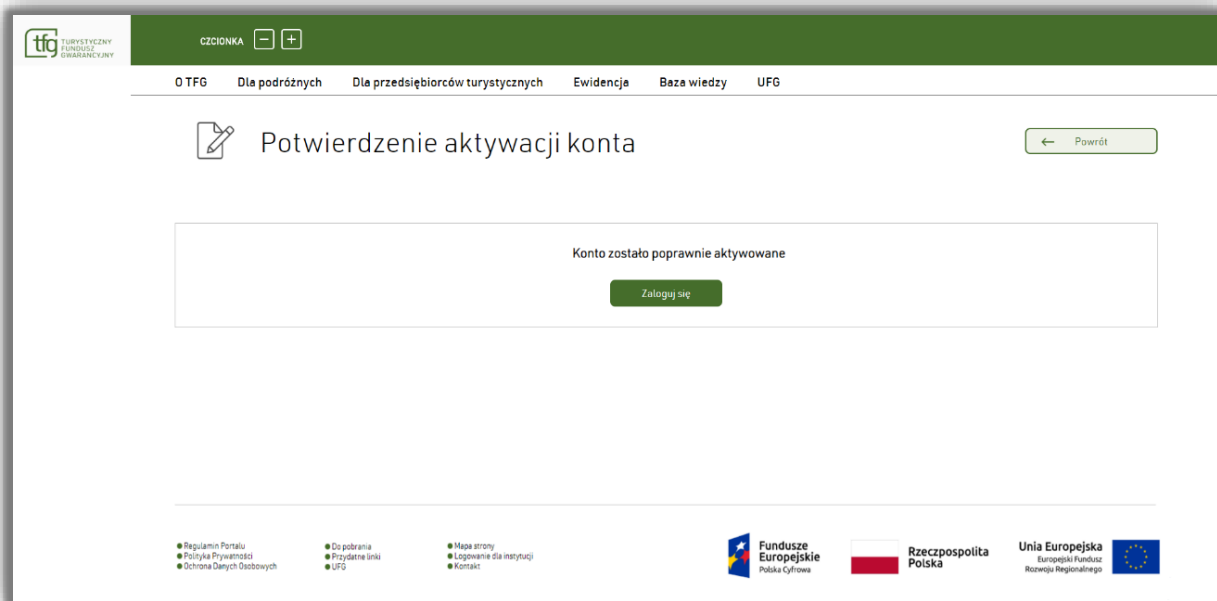 tfg TURYSTYCZNY
FUNDUSZ
GWARANCYJNY
CZCIONKA - +
O TFG Dla podróżnych Dla przedsiębiorców turystycznych Ewidencja Baza wiedzy UFG
Potwierdzenie aktywacji konta
← Powrót
Konto zostało poprawnie aktywowane
Zaloguj się
Regulamin Portalu
Polityka Prywatności
Ochrona Danych Osobowych
Do pobrania
Przydatne linki
UFG
Mapa strony
Logowanie dla instytucji
Kontakt
Fundusze
Europejskie
Polska Cyfrowa
Rzeczpospolita
Polska
Unia Europejska
Europejski Fundusz
Rozwoju Regionalnego